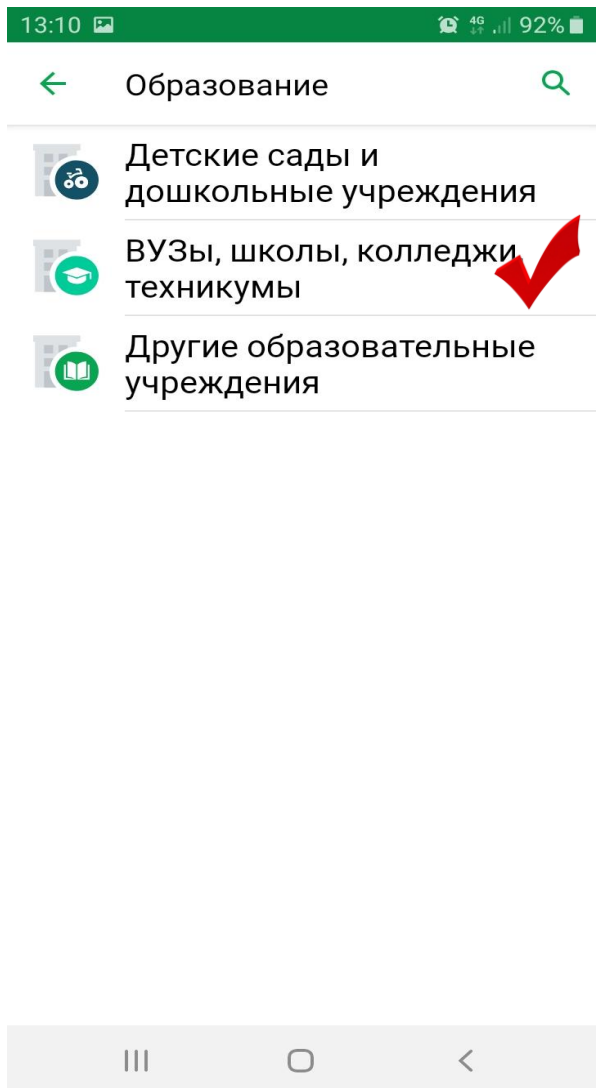 13:10 4G 92%
Образование
Детские сады и
дошкольные учреждения
ВУЗы, школы, колледжи,
техникумы
Другие образовательные
учреждения